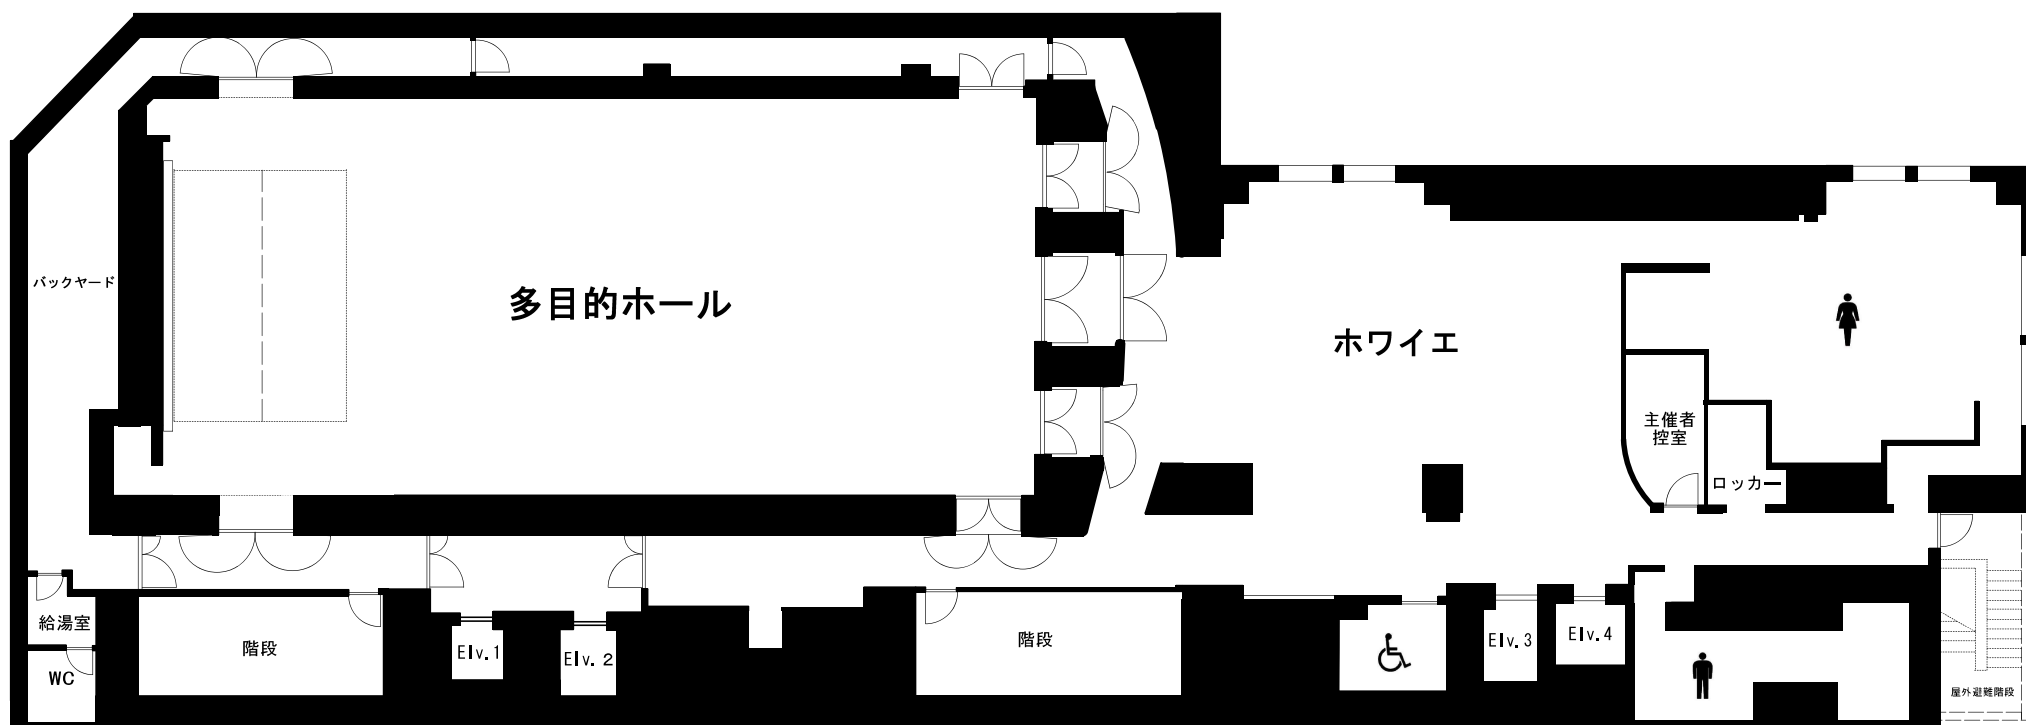 バックヤード
多目的ホール
ホワイエ
主催者
控室
ロッカー
給湯室
WC
階段
Elv.1
Elv. 2
階段
Elv.3
Elv.4
屋外避難階段